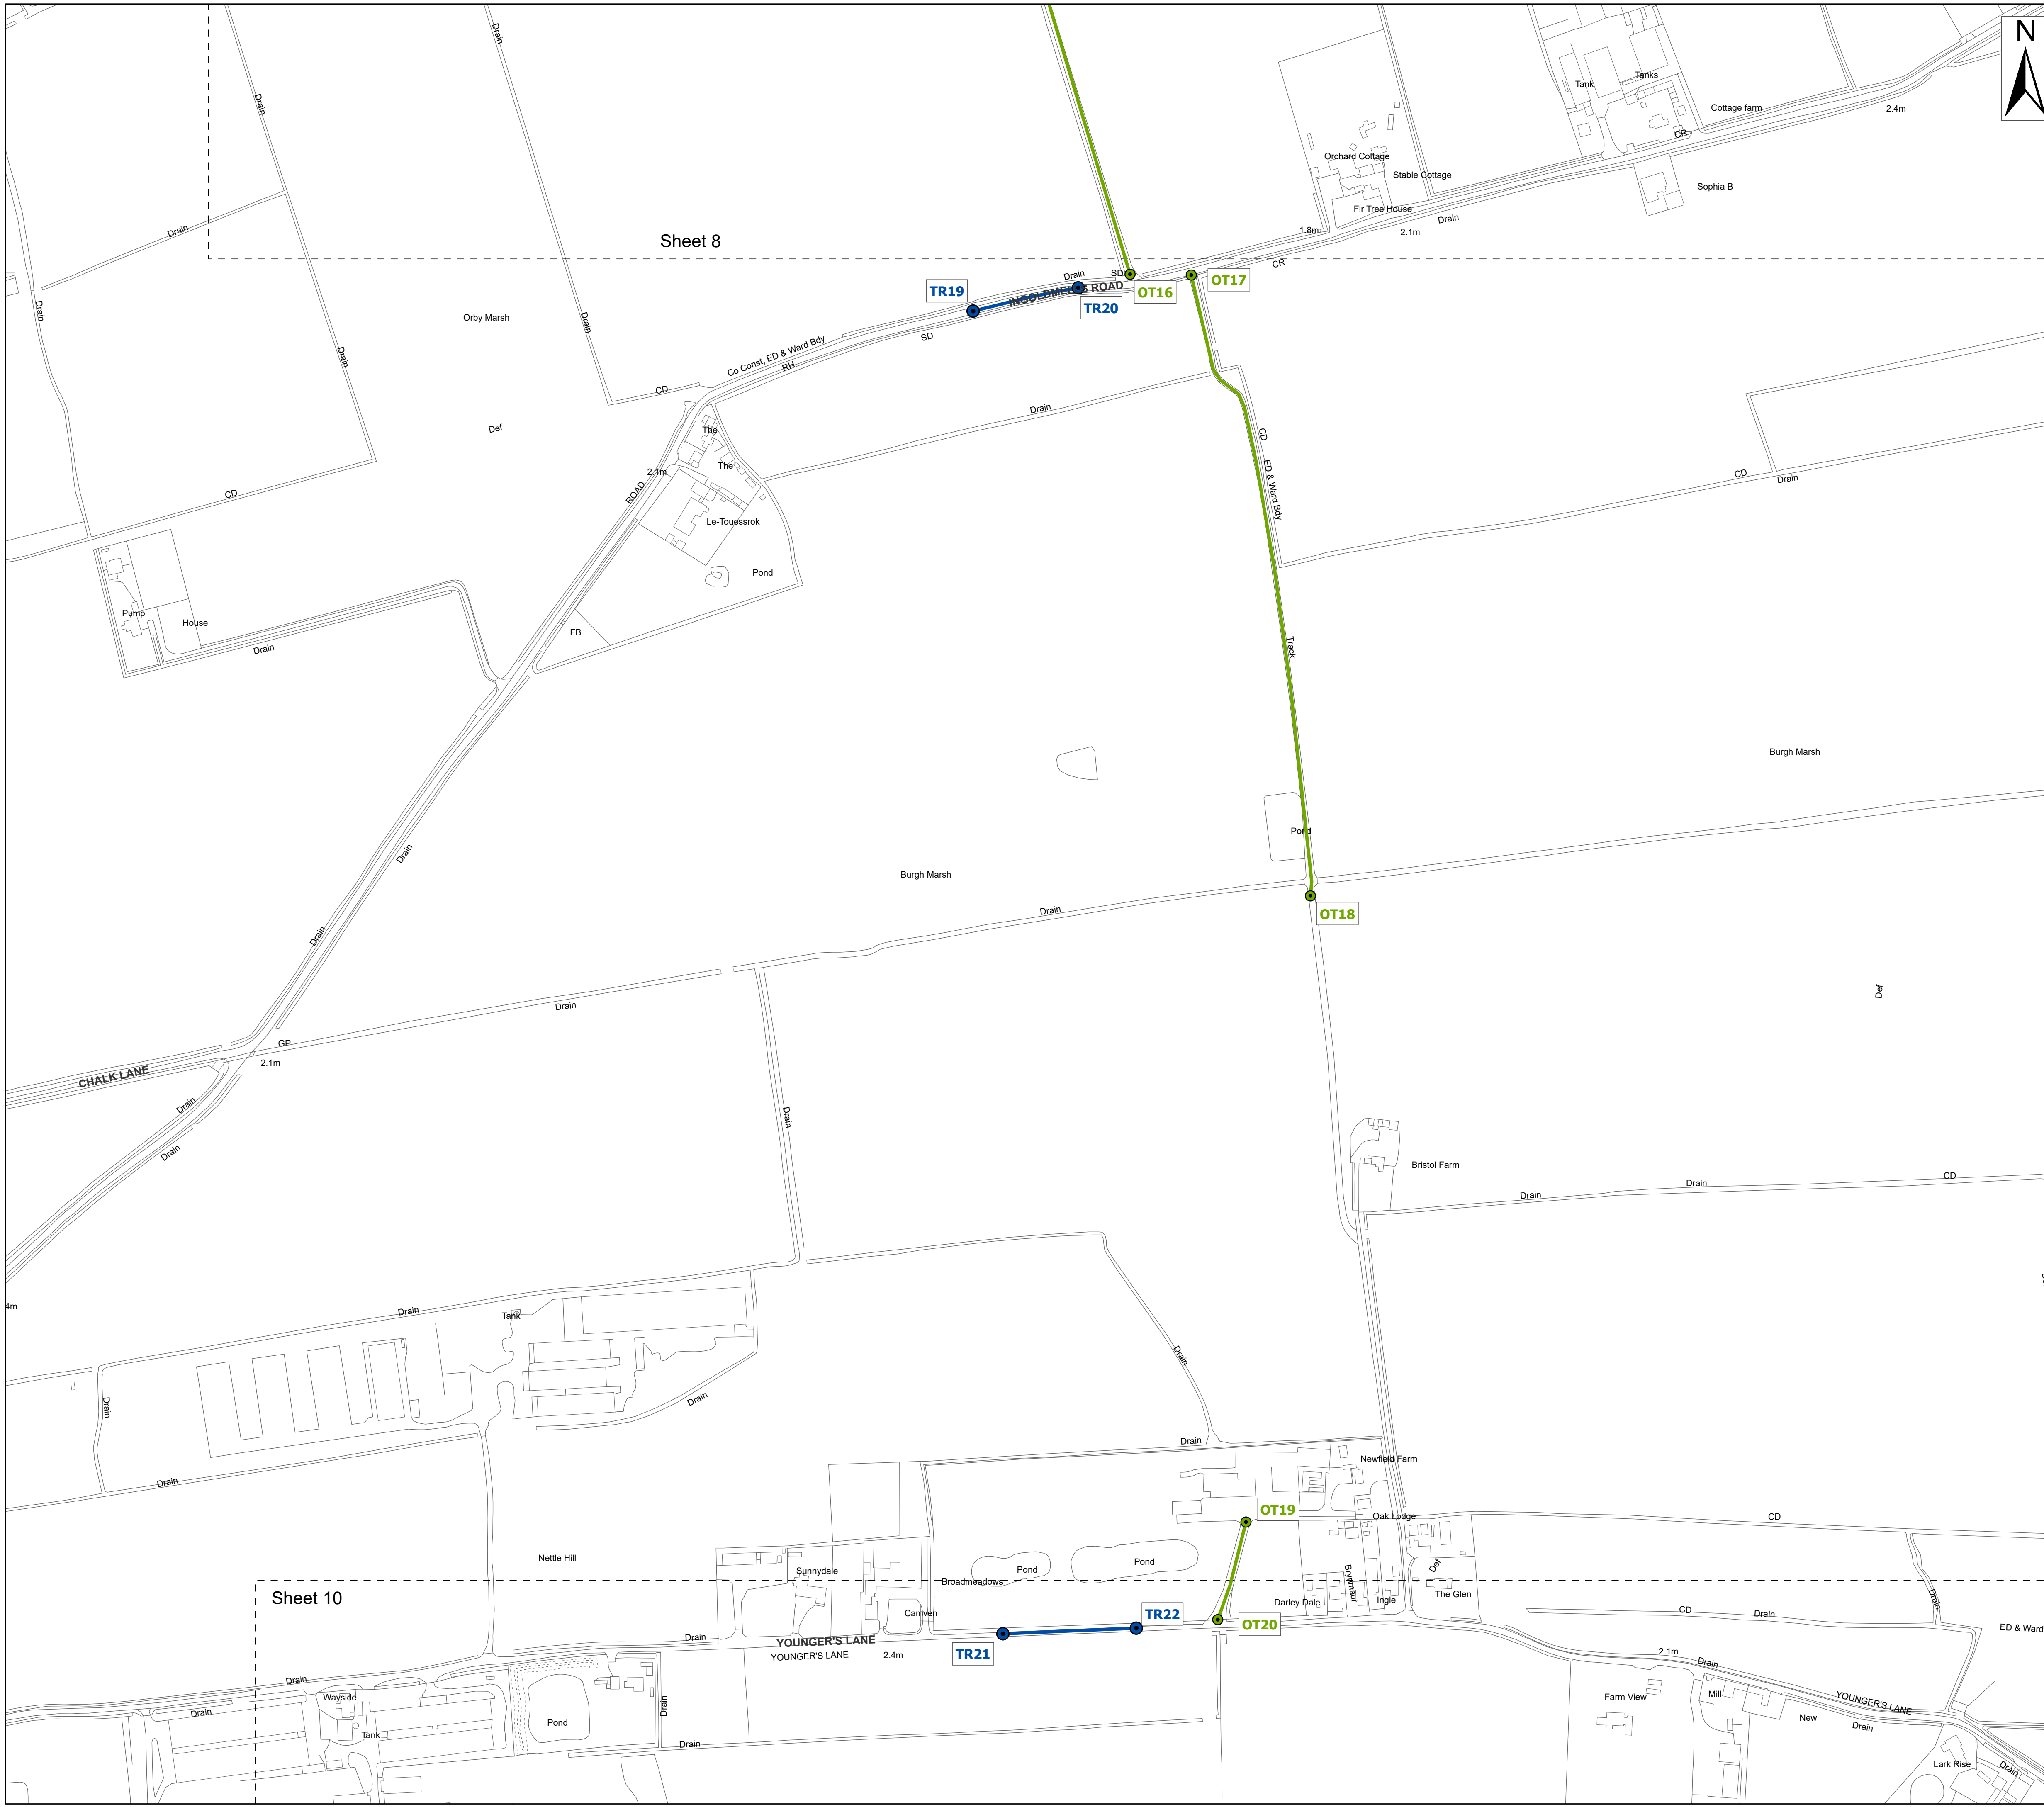 N
Drain
Drain
Tank
Tanks
Cottage farm
2.4m
CR
Orchard Cottage
Stable Cottage
Sophia B
Fir Tree House
Drain
1.8m
2.1m
Drain
Sheet 8
CR
Drain
SD
OT17
OT16
TR19
TR20
ROAD
Drain
Orby Marsh
Drain
Drain
SD
Co Const, ED & Ward Bdy
RH
CD
Drain
Def
The
CD
The
2.1m
ROAD
CD
ED & Ward Bdy
CD
Drain
Le-Touessrok
Pond
Pump
House
FB
Drain
Track
Burgh Marsh
Pond
Drain
Burgh Marsh
Drain
OT18
Drain
Def
Drain
GP
2.1m
CHALK LANE
Drain
Drain
Drain
Bristol Farm
Drain
Drain
CD
4m
Drain
Tank
Drain
Drain
Drain
Drain
Drain
Newfield Farm
OT19
Oak Lodge
CD
Nettle Hill
Sunnydale
Pond
Pond
Broadmeadows
Def
Brynmaur
Sheet 10
Darley Dale
Ingle
The Glen
Drain
Camven
TR22
CD
Drain
OT20
ED & Ward
Drain
YOUNGER'S LANE
YOUNGER'S LANE
2.4m
TR21
2.1m
Drain
Drain
Wayside
Drain
Drain
Farm View
Mill
YOUNGER'S LANE
New
Drain
Tank
Pond
Drain
Lark Rise
Drain